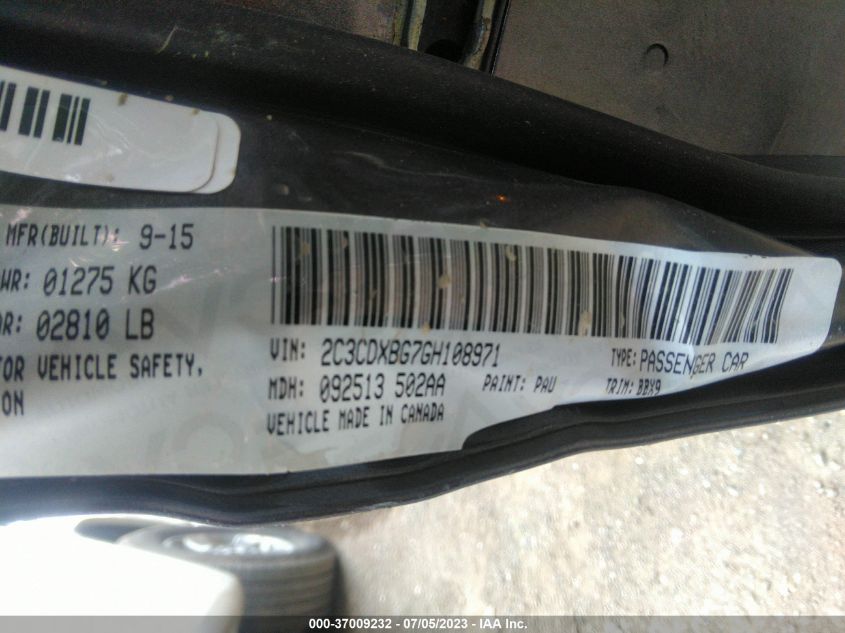 MFR(BUILT): 9-15
WR: 01275 KG
R: 02810 LB
TOR VEHICLE SAFETY,
ON
VIN: 2C3CDXBG7GH108971
TYPE: PASSENGER CAR
MDH: 092513 502AA
PAINT: PAU
TRIM: BBX9
VEHICLE MADE IN CANADA
000-37009232 - 07/05/2023 - IAA Inc.